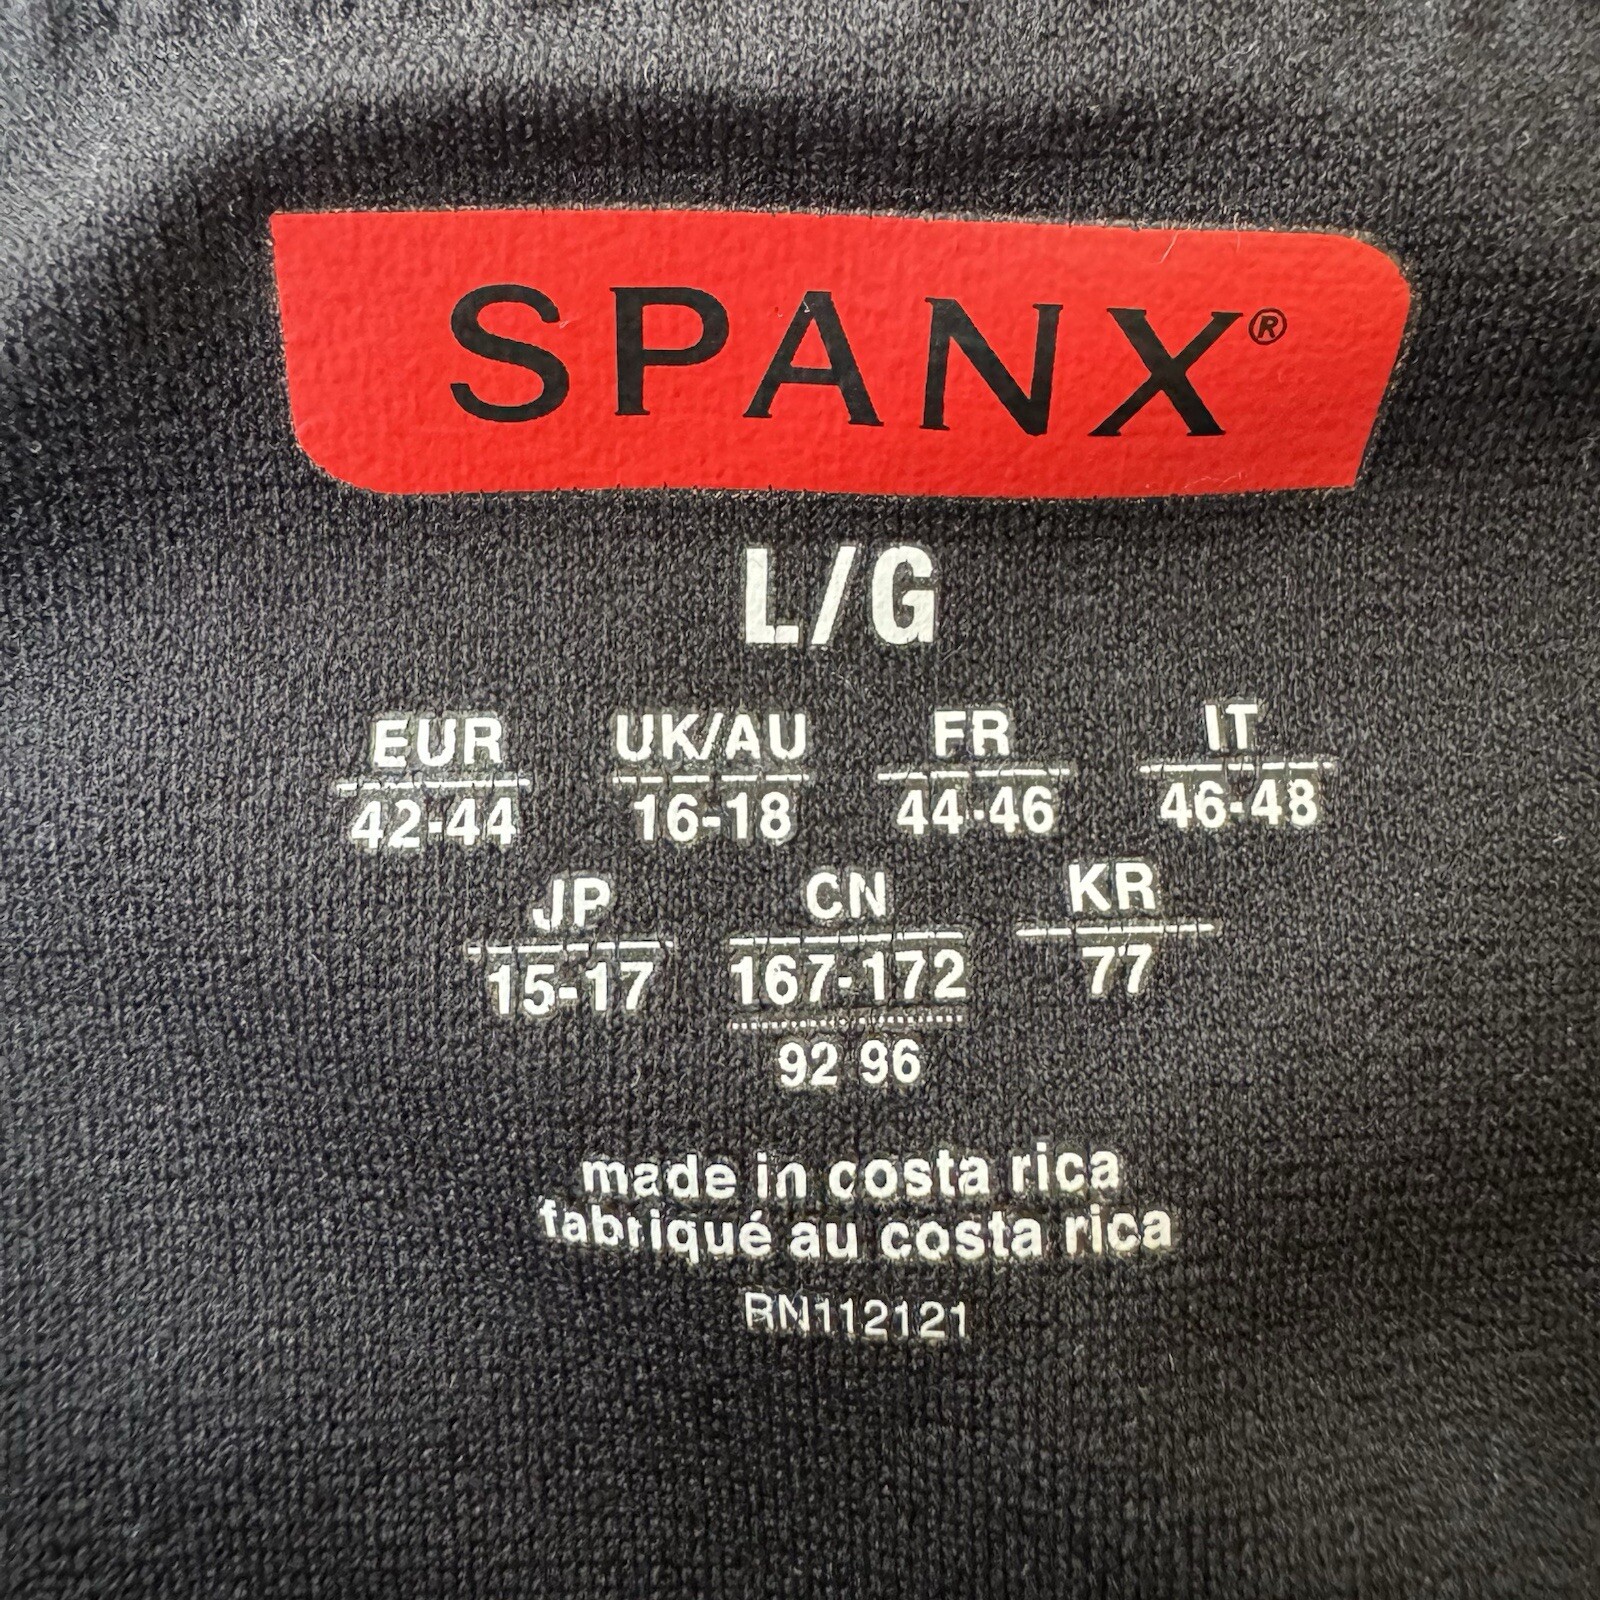 SPANX®
L/G
EUR UK/AU FR IT
42-44 16-18 44-46 46-48
JP CN KR
15-17 167-172 77
92 96
made in costa rica
fabriqué au costa rica
RN112121